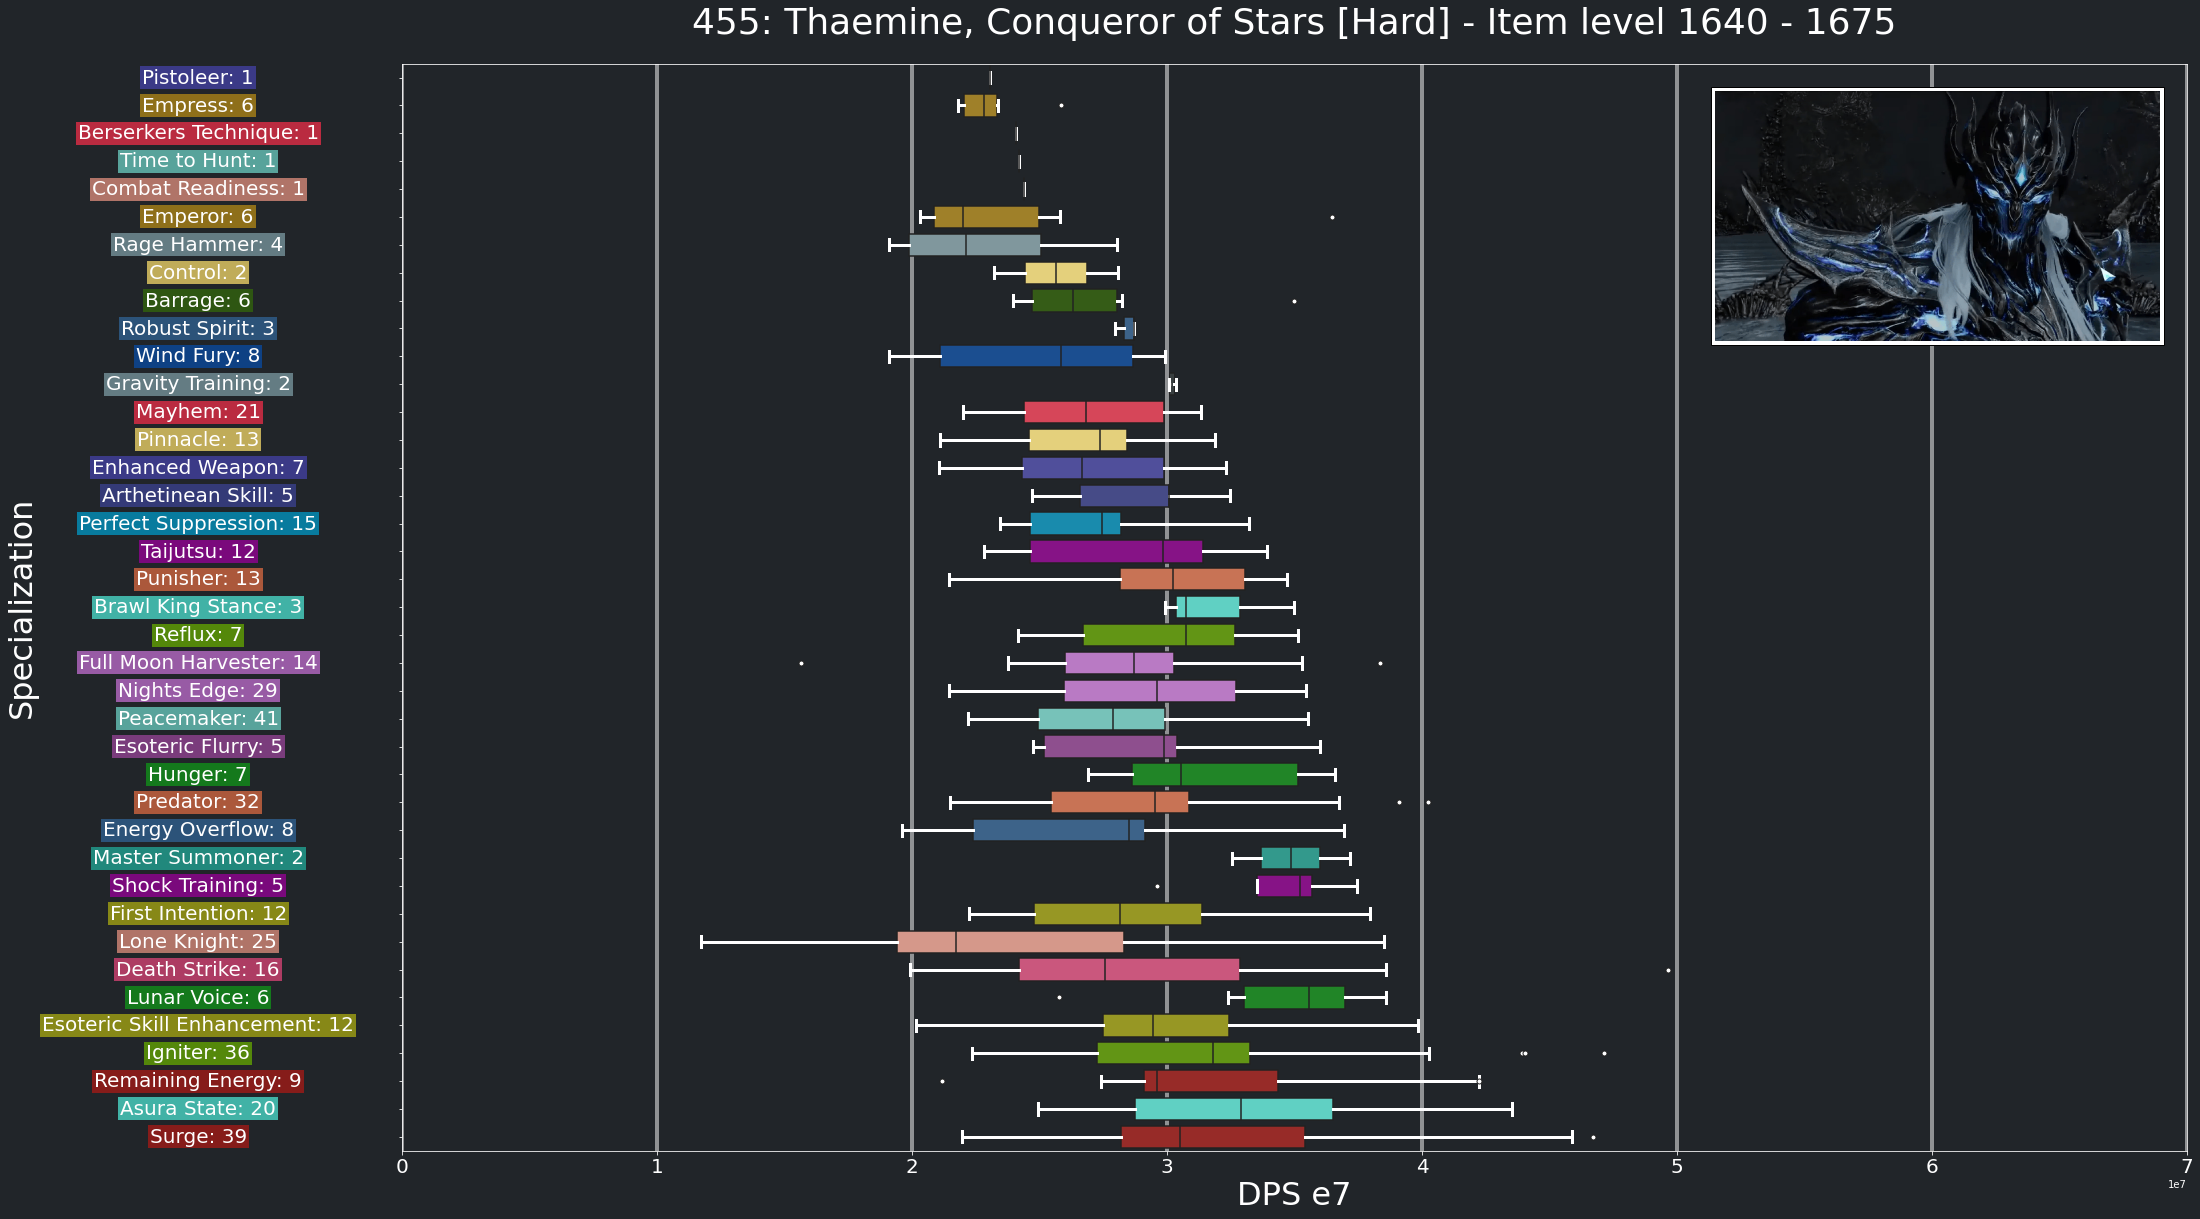 455: Thaemine, Conqueror of Stars [Hard] - Item level 1640 - 1675
Specialization
Pistoleer: 1
Empress: 6
Berserkers Technique: 1
Time to Hunt: 1
Combat Readiness: 1
Emperor: 6
Rage Hammer: 4
Control: 2
Barrage: 6
Robust Spirit: 3
Wind Fury: 8
Gravity Training: 2
Mayhem: 21
Pinnacle: 13
Enhanced Weapon: 7
Arthetinean Skill: 5
Perfect Suppression: 15
Taijutsu: 12
Punisher: 13
Brawl King Stance: 3
Reflux: 7
Full Moon Harvester: 14
Nights Edge: 29
Peacemaker: 41
Esoteric Flurry: 5
Hunger: 7
Predator: 32
Energy Overflow: 8
Master Summoner: 2
Shock Training: 5
First Intention: 12
Lone Knight: 25
Death Strike: 16
Lunar Voice: 6
Esoteric Skill Enhancement: 12
Igniter: 36
Remaining Energy: 9
Asura State: 20
Surge: 39
0 1 2 3 4 5 6 7
DPS e7
1e7